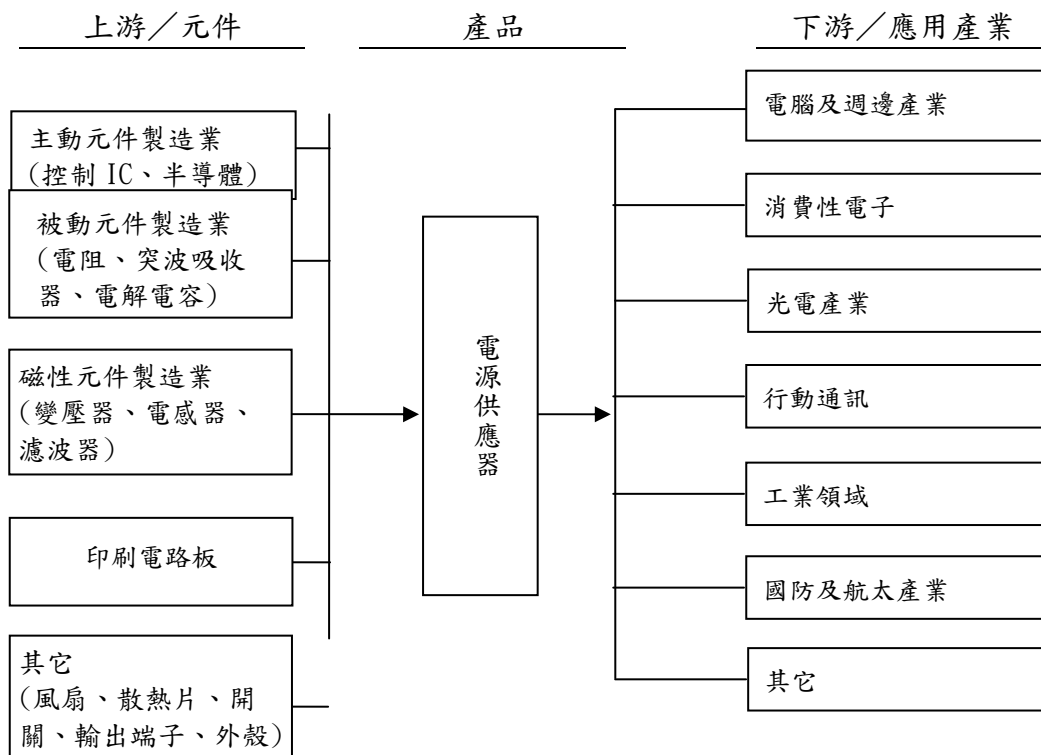 上游／元件
產品
下游／應用產業
主動元件製造業
(控制 IC、半導體)
被動元件製造業
(電阻、突波吸收
器、電解電容)
磁性元件製造業
(變壓器、電感器、
濾波器)
印刷電路板
其它
(風扇、散熱片、開
關、輸出端子、外殼)
電源供應器
電腦及週邊產業
消費性電子
光電產業
行動通訊
工業領域
國防及航太產業
其它